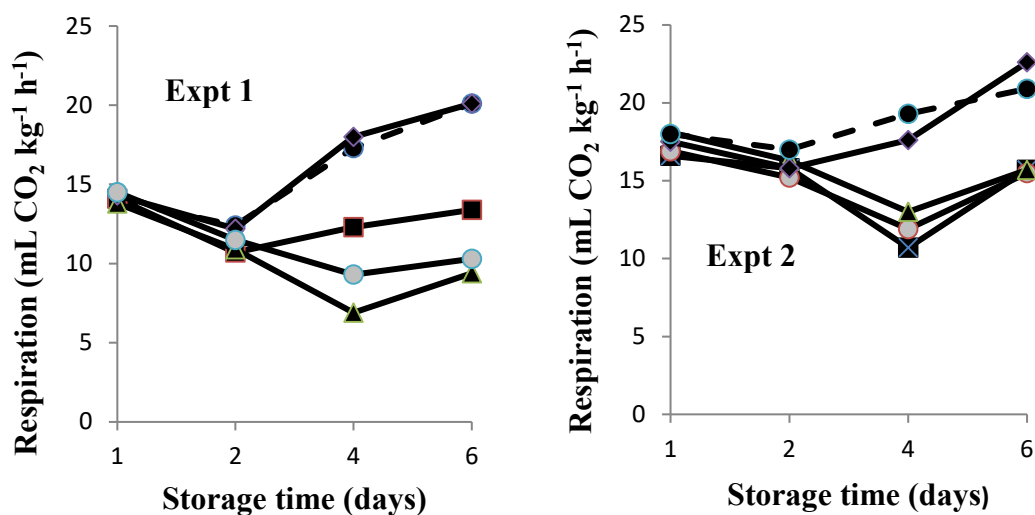 Respiration (mL CO₂ kg⁻¹ h⁻¹)
25
20
15
10
5
0
Expt 1
1 2 4 6
Storage time (days)
Respiration (mL CO₂ kg⁻¹ h⁻¹)
25
20
15
10
5
0
Expt 2
1 2 4 6
Storage time (days)